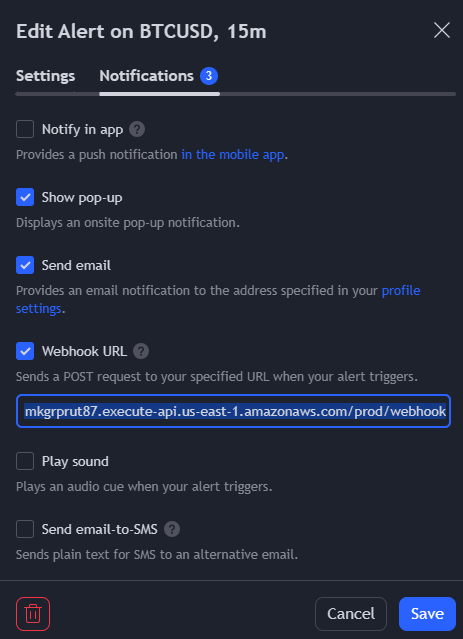 Edit Alert on BTCUSD, 15m
Settings Notifications 3
Notify in app ?
Provides a push notification in the mobile app.
Show pop-up
Displays an onsite pop-up notification.
Send email
Provides an email notification to the address specified in your profile
settings.
Webhook URL ?
Sends a POST request to your specified URL when your alert triggers.
mkgrprut87.execute-api.us-east-1.amazonaws.com/prod/webhook
Play sound
Plays an audio cue when your alert triggers.
Send email-to-SMS ?
Sends plain text for SMS to an alternative email.
Cancel Save